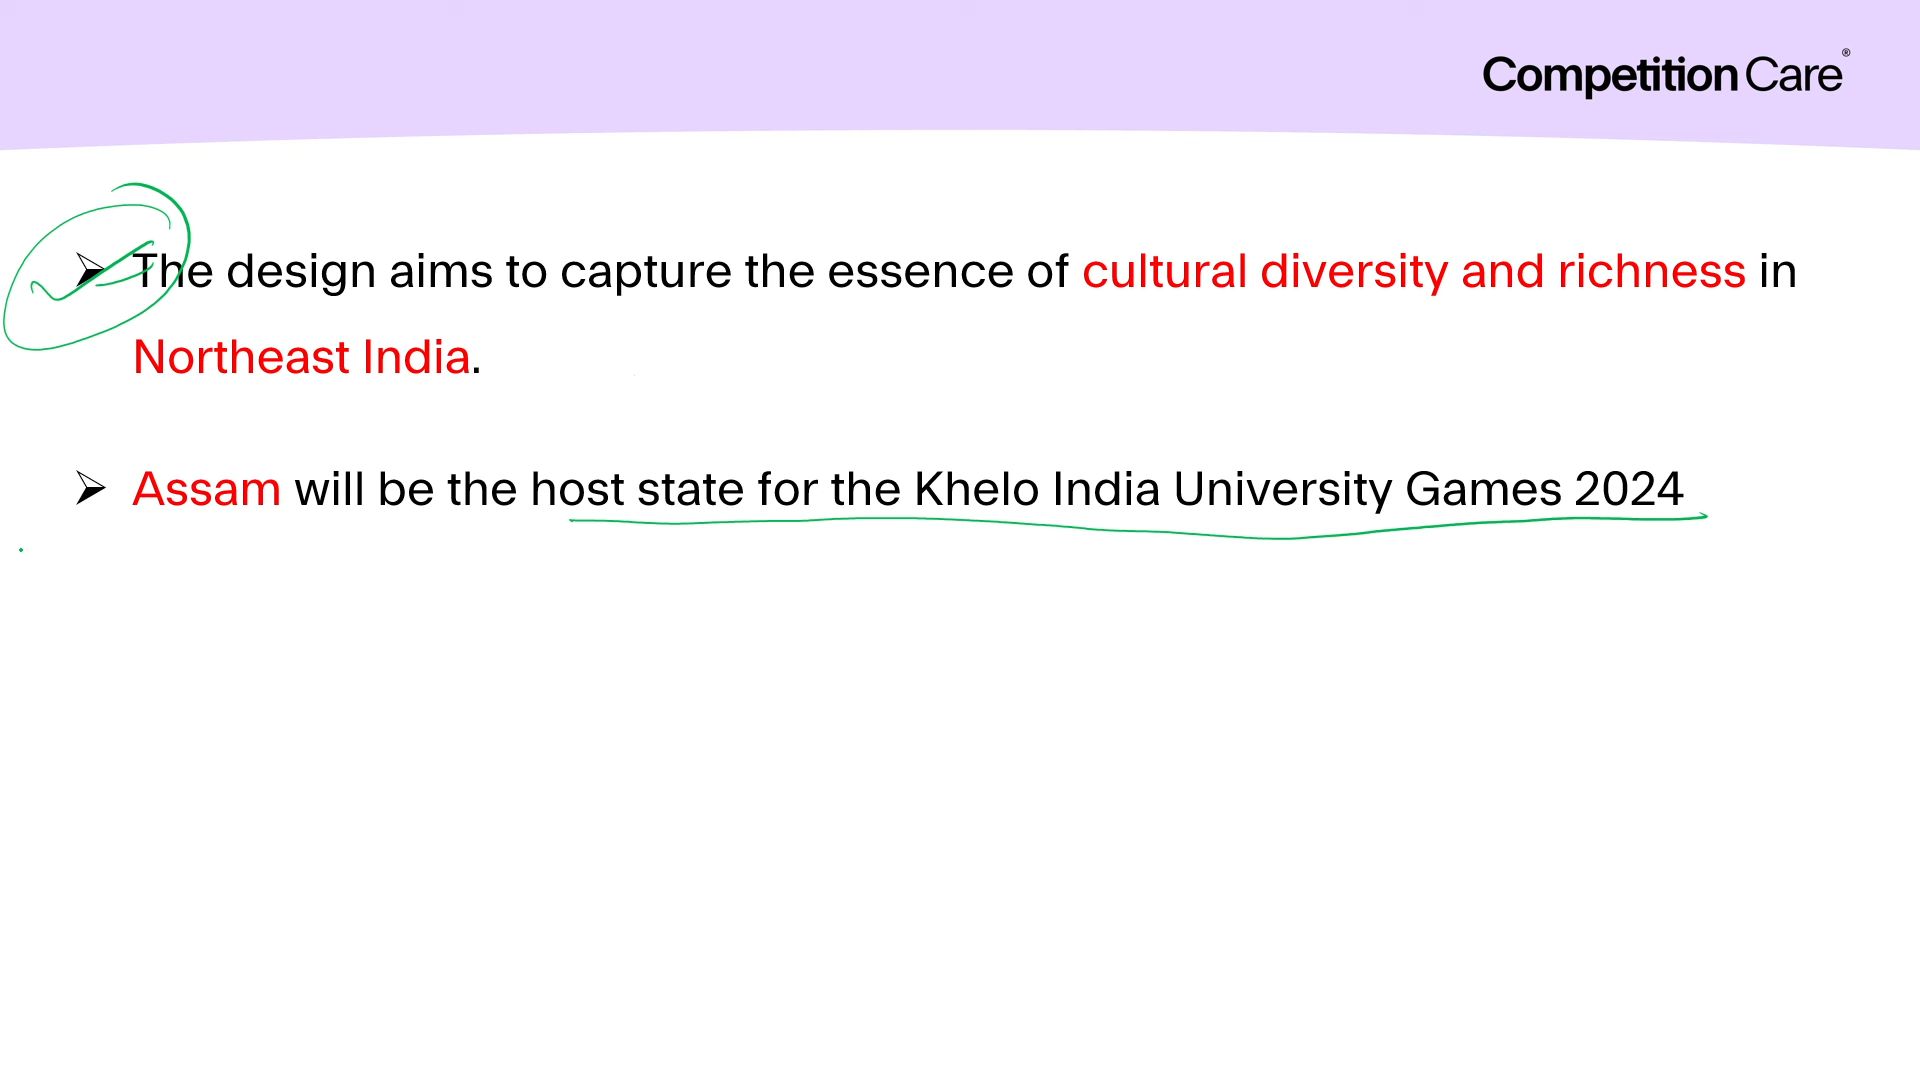 Competition Care®
➢ The design aims to capture the essence of cultural diversity and richness in
Northeast India.
➢ Assam will be the host state for the Khelo India University Games 2024